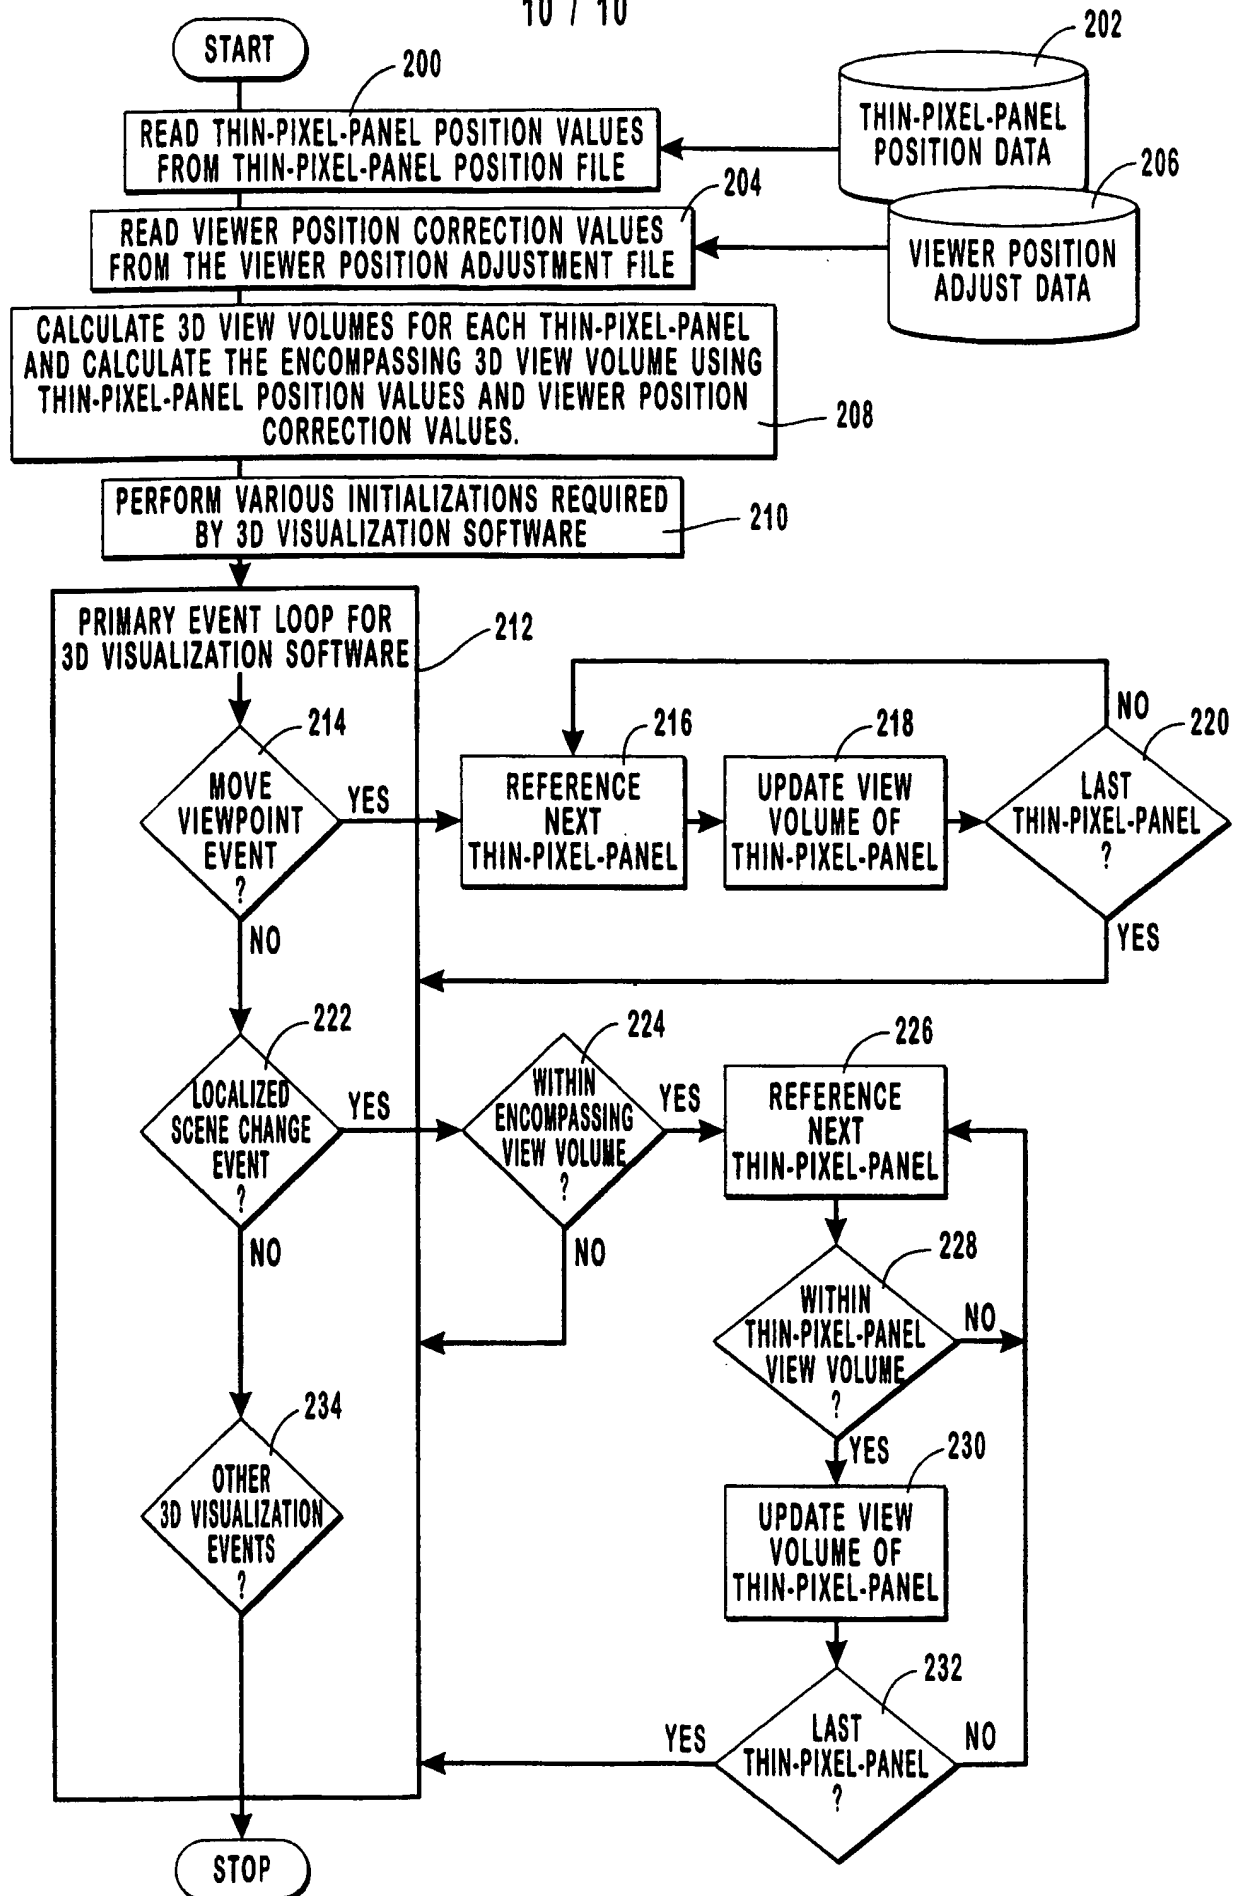 10 / 10
START
200
READ THIN-PIXEL-PANEL POSITION VALUES
FROM THIN-PIXEL-PANEL POSITION FILE
202
THIN-PIXEL-PANEL
POSITION DATA
204
READ VIEWER POSITION CORRECTION VALUES
FROM THE VIEWER POSITION ADJUSTMENT FILE
206
VIEWER POSITION
ADJUST DATA
CALCULATE 3D VIEW VOLUMES FOR EACH THIN-PIXEL-PANEL
AND CALCULATE THE ENCOMPASSING 3D VIEW VOLUME USING
THIN-PIXEL-PANEL POSITION VALUES AND VIEWER POSITION
CORRECTION VALUES.
208
PERFORM VARIOUS INITIALIZATIONS REQUIRED
BY 3D VISUALIZATION SOFTWARE
210
PRIMARY EVENT LOOP FOR
3D VISUALIZATION SOFTWARE
212
214
MOVE
VIEWPOINT
EVENT
?
YES
NO
216
REFERENCE
NEXT
THIN-PIXEL-PANEL
218
UPDATE VIEW
VOLUME OF
THIN-PIXEL-PANEL
NO
220
LAST
THIN-PIXEL-PANEL
?
YES
222
LOCALIZED
SCENE CHANGE
EVENT
?
YES
NO
224
WITHIN
ENCOMPASSING
VIEW VOLUME
?
YES
NO
226
REFERENCE
NEXT
THIN-PIXEL-PANEL
228
WITHIN
THIN-PIXEL-PANEL
VIEW VOLUME
?
NO
YES
230
UPDATE VIEW
VOLUME OF
THIN-PIXEL-PANEL
232
LAST
THIN-PIXEL-PANEL
?
YES
NO
234
OTHER
3D VISUALIZATION
EVENTS
?
STOP